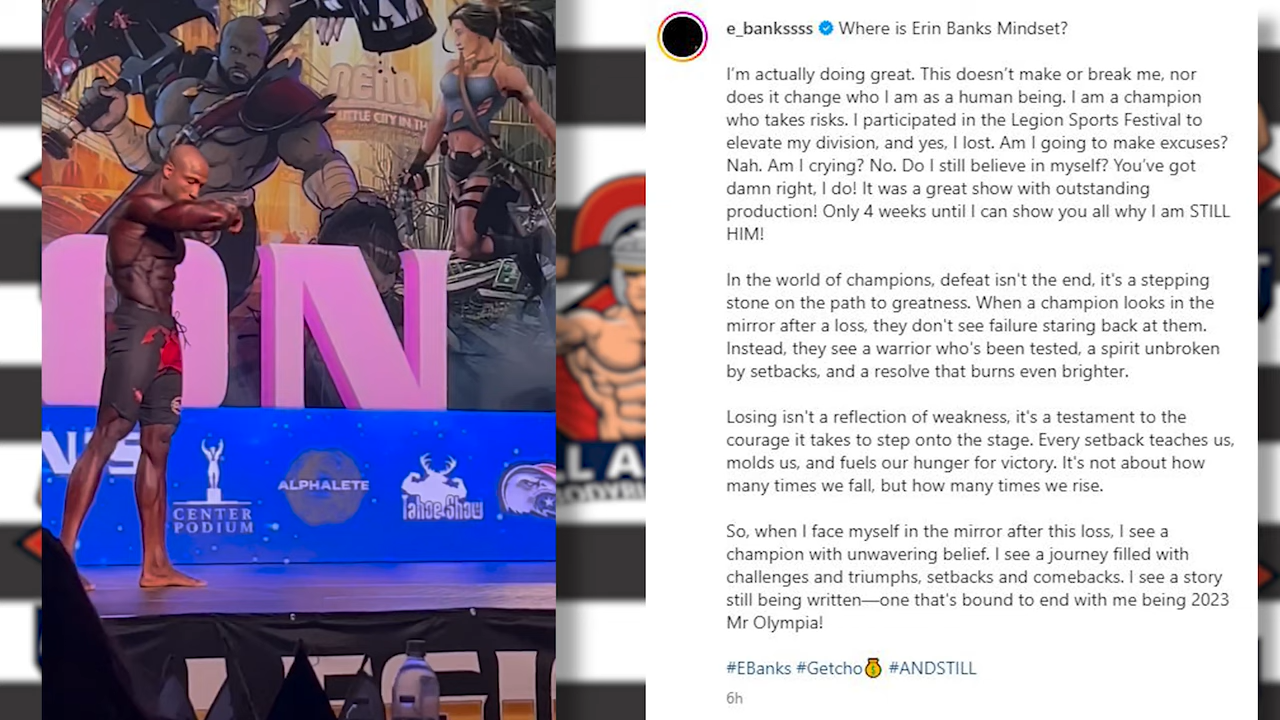 RENO
LITTLE CITY IN TH
ON
CENTER
PODIUM
ALPHALETE
Tahoe Show
e_bankssss Where is Erin Banks Mindset?
I’m actually doing great. This doesn’t make or break me, nor
does it change who I am as a human being. I am a champion
who takes risks. I participated in the Legion Sports Festival to
elevate my division, and yes, I lost. Am I going to make excuses?
Nah. Am I crying? No. Do I still believe in myself? You’ve got
damn right, I do! It was a great show with outstanding
production! Only 4 weeks until I can show you all why I am STILL
HIM!
In the world of champions, defeat isn't the end, it's a stepping
stone on the path to greatness. When a champion looks in the
mirror after a loss, they don't see failure staring back at them.
Instead, they see a warrior who's been tested, a spirit unbroken
by setbacks, and a resolve that burns even brighter.
Losing isn't a reflection of weakness, it's a testament to the
courage it takes to step onto the stage. Every setback teaches us,
molds us, and fuels our hunger for victory. It's not about how
many times we fall, but how many times we rise.
So, when I face myself in the mirror after this loss, I see a
champion with unwavering belief. I see a journey filled with
challenges and triumphs, setbacks and comebacks. I see a story
still being written—one that's bound to end with me being 2023
Mr Olympia!
#EBanks #Getcho💰 #ANDSTILL
6h